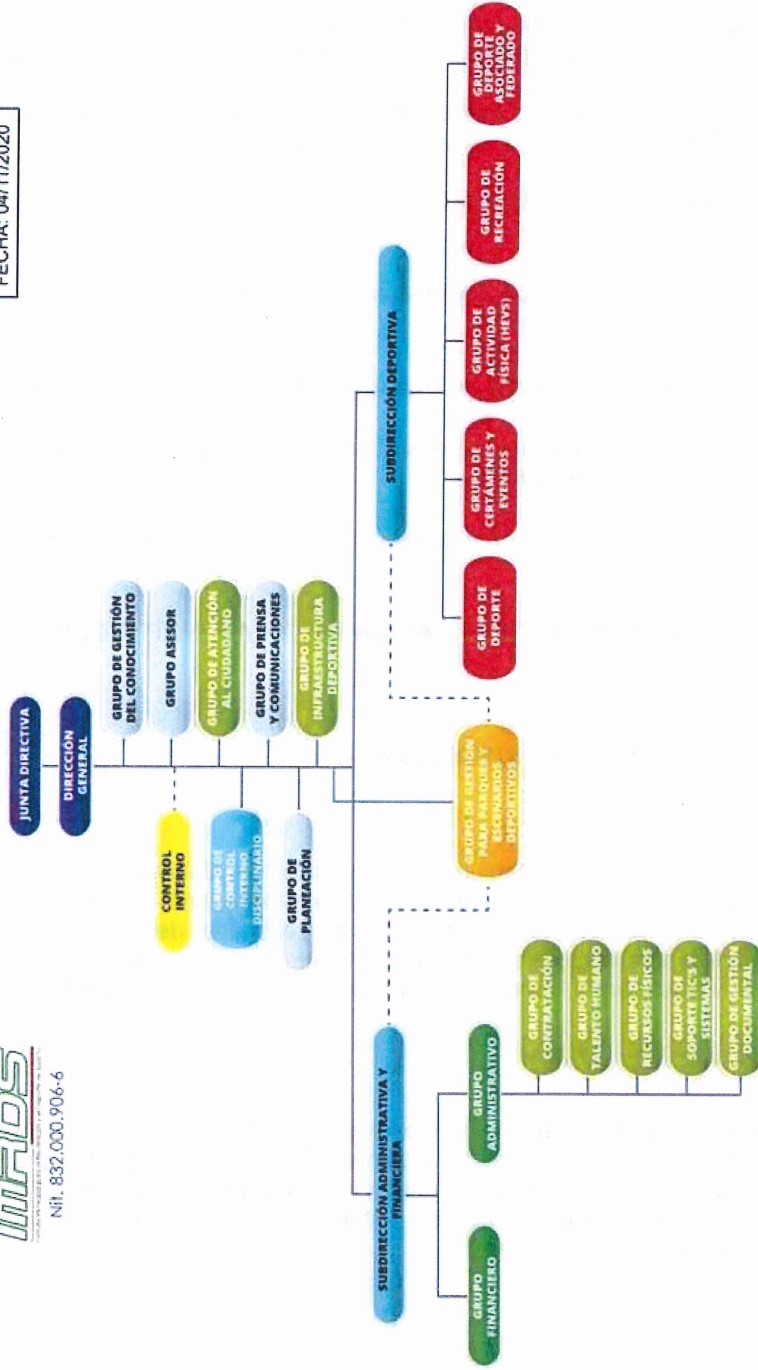 IMRDS
Nit. 832.000.906-6
FECHA: 04/11/2020
JUNTA DIRECTIVA
DIRECCIÓN
GENERAL
GRUPO DE GESTIÓN
DEL CONOCIMIENTO
CONTROL
INTERNO
GRUPO ASESOR
GRUPO DE CONTROL
INTERNO
DISCIPLINARIO
GRUPO DE ATENCIÓN
AL CIUDADANO
GRUPO DE
PLANEACIÓN
GRUPO DE PRENSA
Y COMUNICACIONES
GRUPO DE
INFRAESTRUCTURA
DEPORTIVA
SUBDIRECCIÓN ADMINISTRATIVA Y
FINANCIERA
SUBDIRECCIÓN DEPORTIVA
GRUPO DE GESTIÓN
PARA PARQUES Y
ESCENARIOS
DEPORTIVOS
GRUPO
FINANCIERO
GRUPO
ADMINISTRATIVO
GRUPO DE
DEPORTE
GRUPO DE
CERTÁMENES Y
EVENTOS
GRUPO DE
ACTIVIDAD
FÍSICA (HEVS)
GRUPO DE
RECREACIÓN
GRUPO DE
DEPORTE
ASOCIADO Y
FEDERADO
GRUPO DE
CONTRATACIÓN
GRUPO DE
TALENTO HUMANO
GRUPO DE
RECURSOS FÍSICOS
GRUPO DE
SOPORTE TIC'S Y
SISTEMAS
GRUPO DE GESTIÓN
DOCUMENTAL